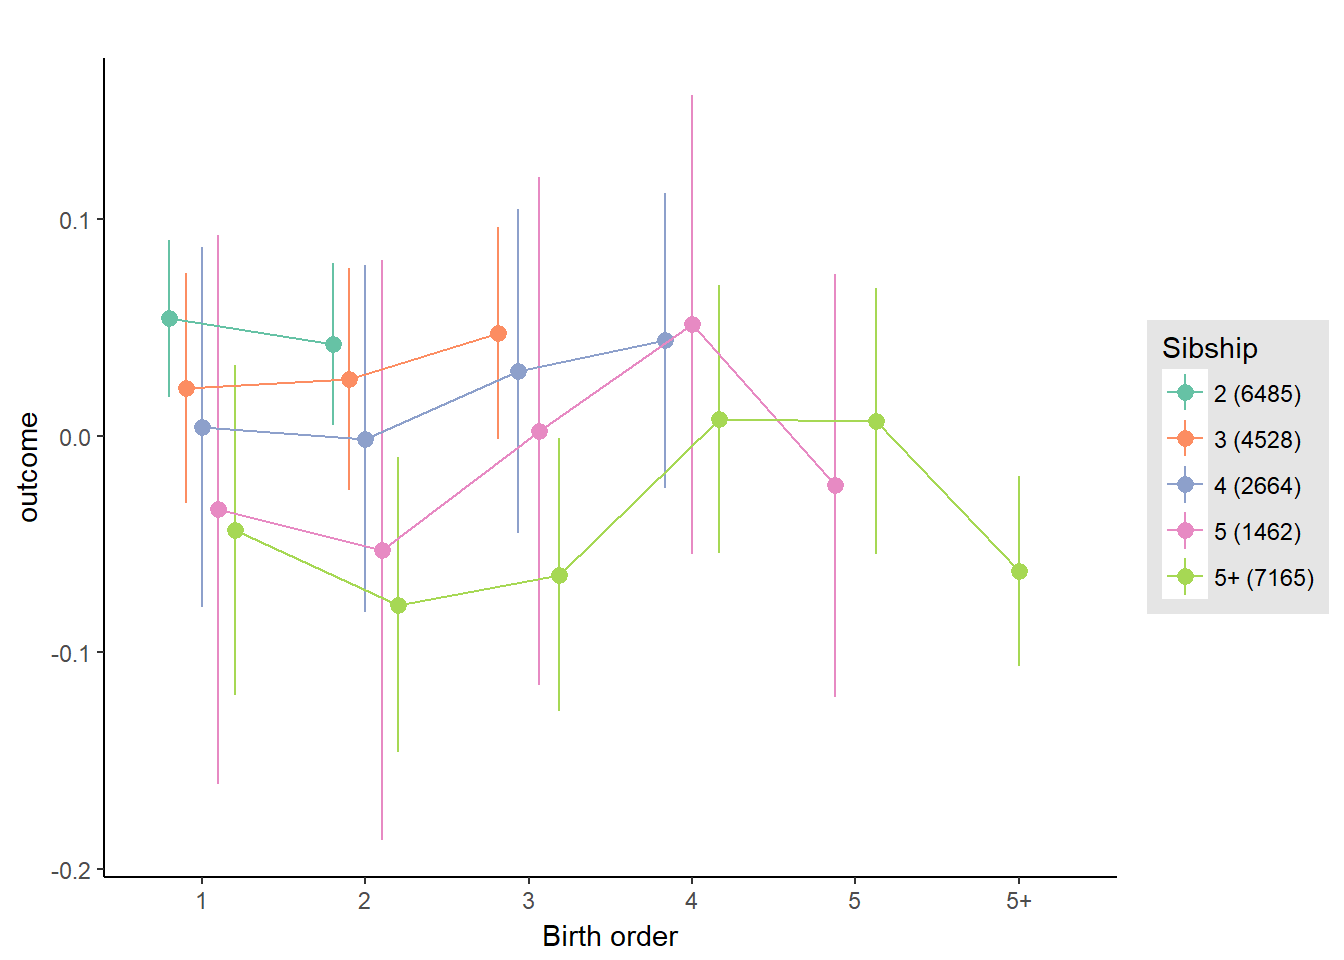 0.1
0.0
-0.1
-0.2
outcome
1 2 3 4 5 5+
Birth order
Sibship
2 (6485)
3 (4528)
4 (2664)
5 (1462)
5+ (7165)